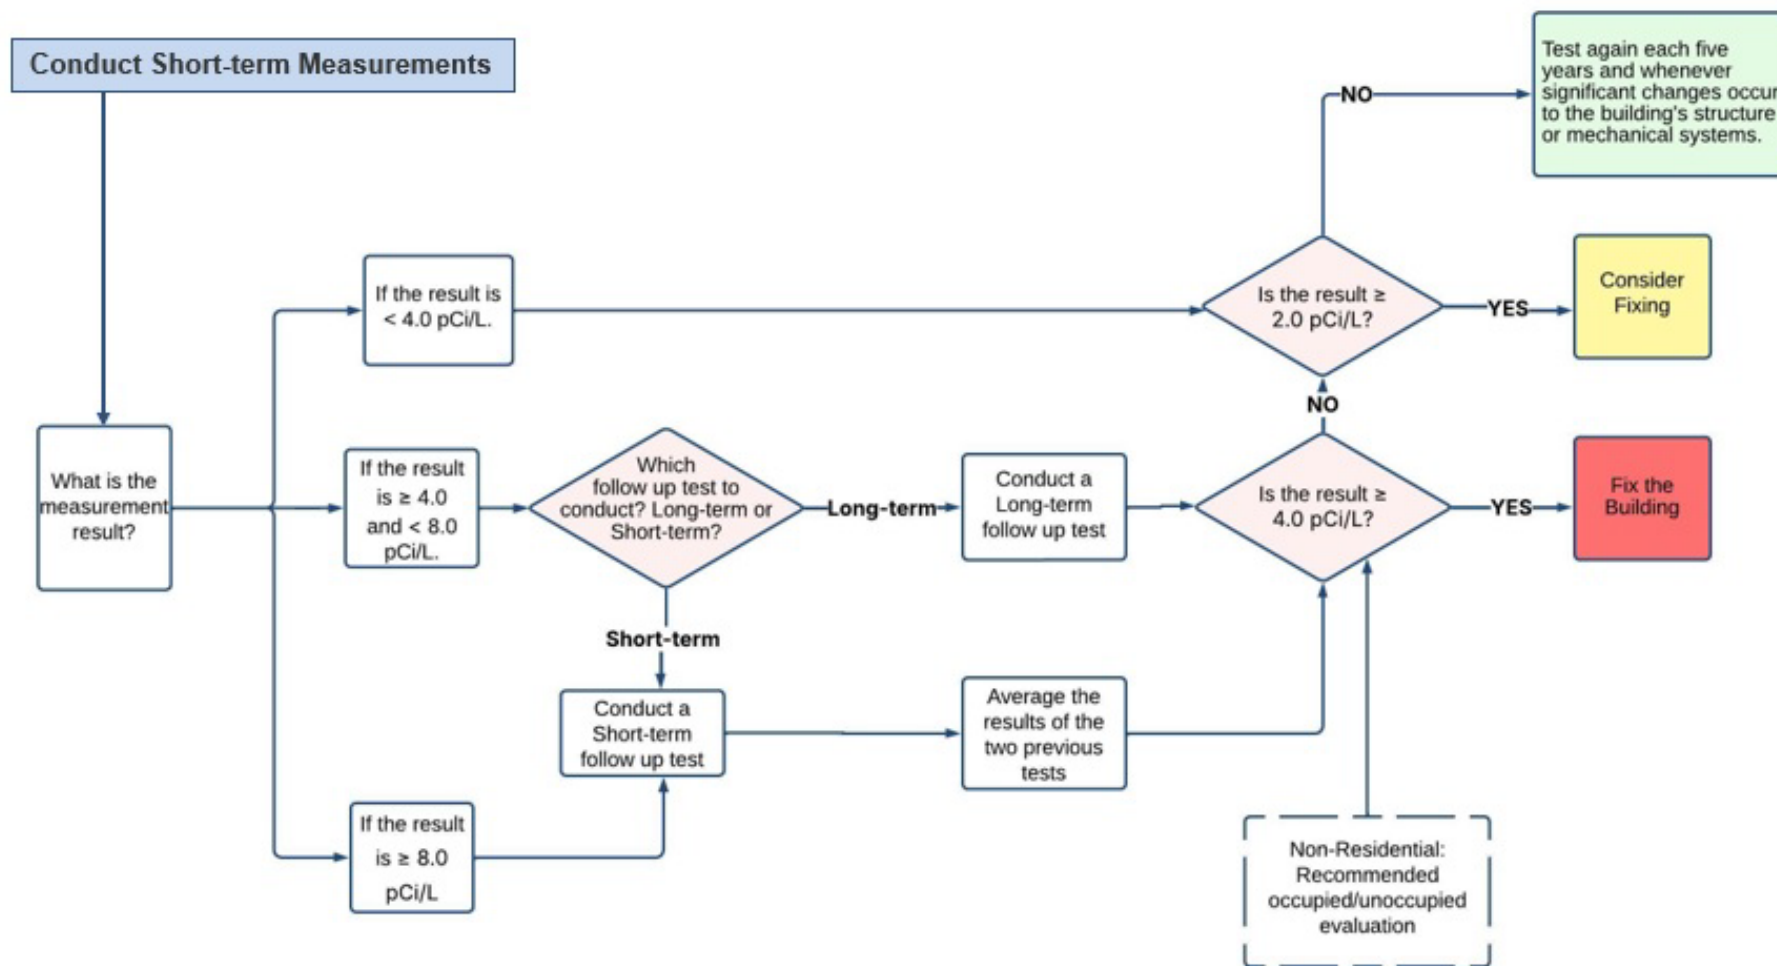 Conduct Short-term Measurements
NO
Test again each five
years and whenever
significant changes occur
to the building's structure
or mechanical systems.
If the result is
< 4.0 pCi/L.
Is the result ≥
2.0 pCi/L?
YES
Consider
Fixing
NO
What is the
measurement
result?
If the result
is ≥ 4.0
and < 8.0
pCi/L.
Which
follow up test to
conduct? Long-term or
Short-term?
Long-term
Conduct a
Long-term
follow up test
Is the result ≥
4.0 pCi/L?
YES
Fix the
Building
Short-term
Conduct a
Short-term
follow up test
Average the
results of the
two previous
tests
If the result
is ≥ 8.0
pCi/L
Non-Residential:
Recommended
occupied/unoccupied
evaluation